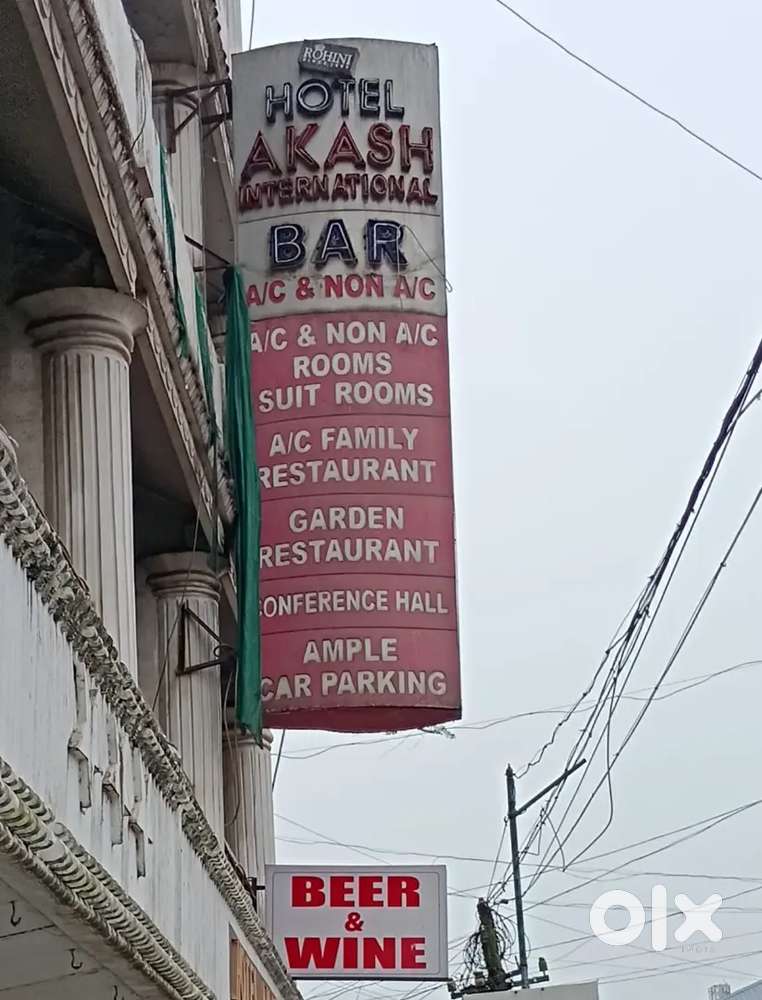 ROHINI
HOTEL
AKASH
INTERNATIONAL
BAR
A/C & NON A/C
A/C & NON A/C
ROOMS
SUIT ROOMS
A/C FAMILY
RESTAURANT
GARDEN
RESTAURANT
CONFERENCE HALL
AMPLE
CAR PARKING
BEER
&
WINE
OLX